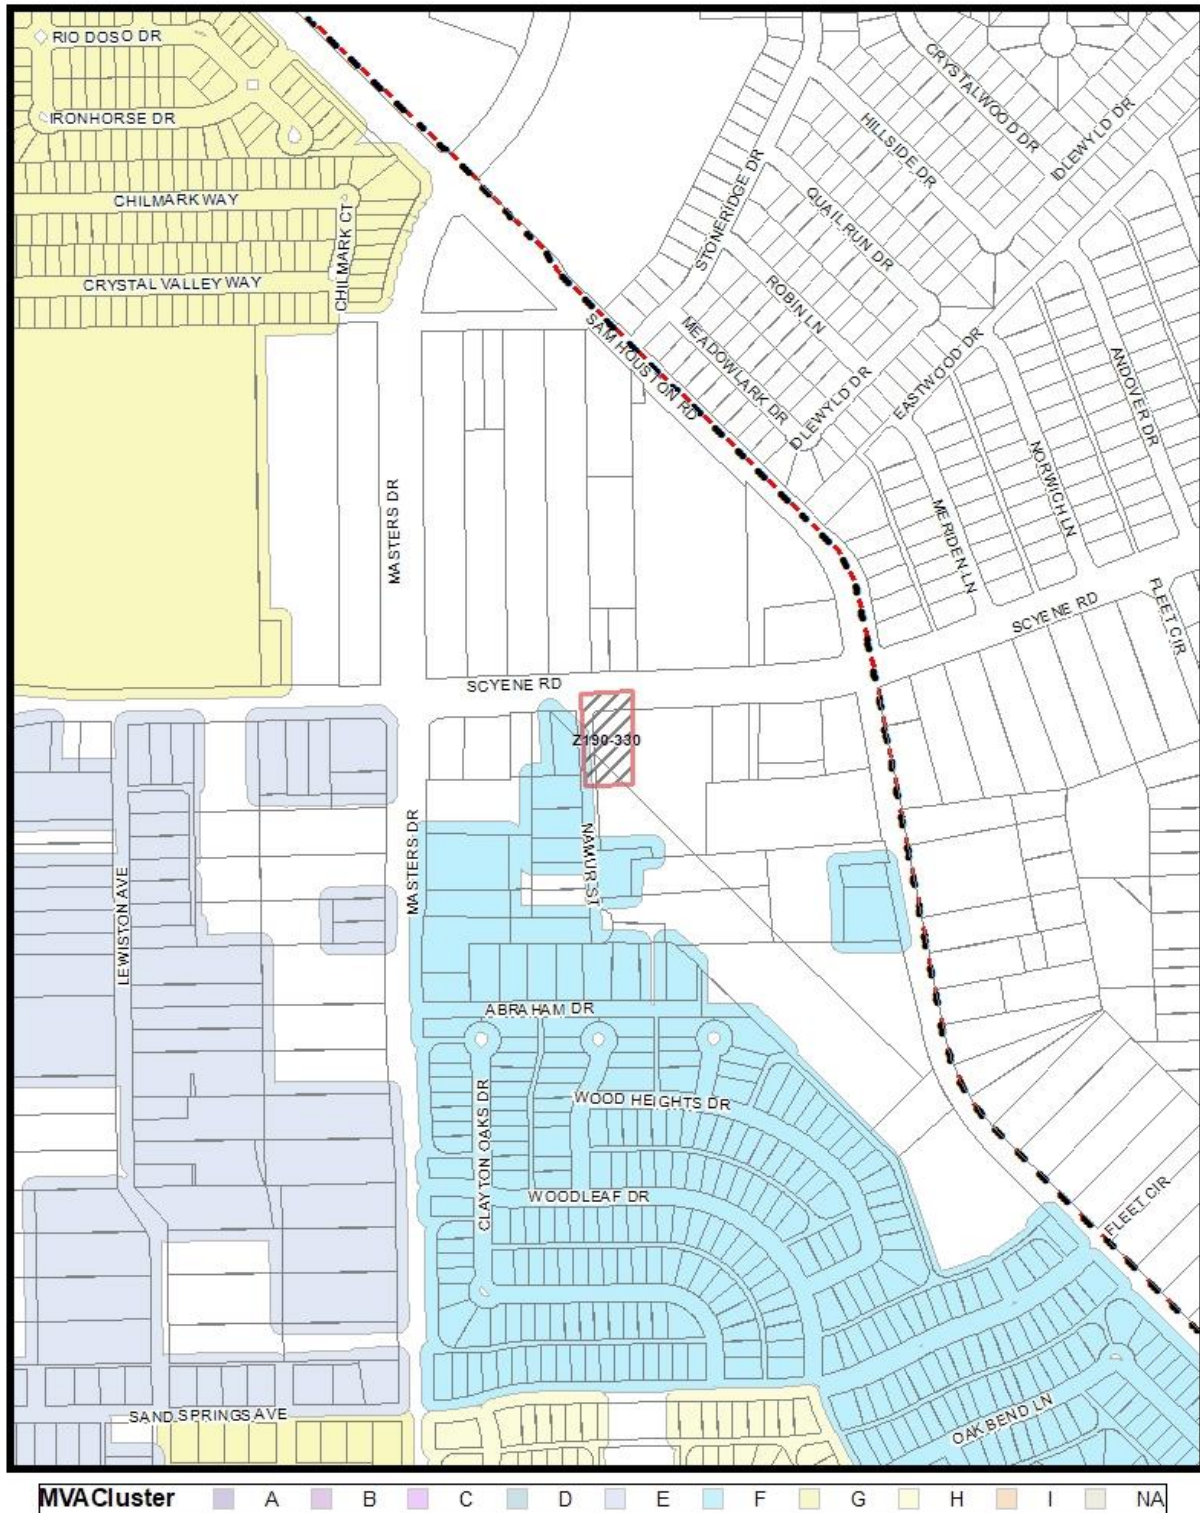 RIO DOSO DR
IRONHORSE DR
CHILMARK WAY
CHILMARK CT
CRYSTAL VALLEY WAY
CRYSTALWOOD DR
IDLEWYLD DR
HILLSIDE DR
STONERIDGE DR
QUAIL RUN DR
ROBIN LN
MEADOWLARK DR
SAM HOUSTON RD
DLEWYLD DR
EASTWOOD DR
ANDOVER DR
NORWICH LN
MERIDEN LN
MASTERS DR
SCYENE RD
FLEET CIR
SCYENE RD
Z190-330
MASTERS DR
NAMUR ST
LEWISTON AVE
ABRAHAM DR
CLAYTON OAKS DR
WOOD HEIGHTS DR
WOODLEAF DR
FLEET CIR
SAND SPRINGS AVE
OAK BEND LN
MVACluster A B C D E F G H I NA